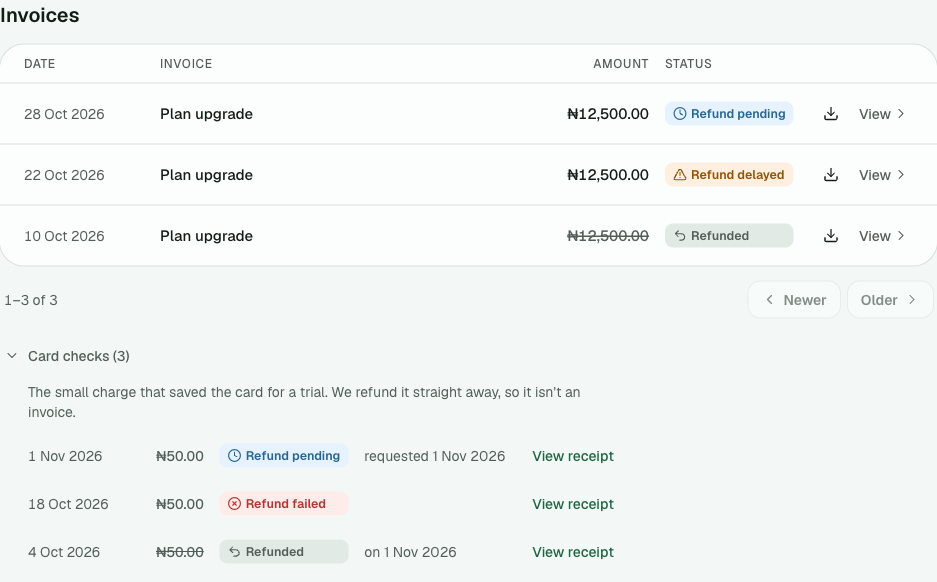 Invoices
DATE INVOICE AMOUNT STATUS
28 Oct 2026 Plan upgrade ₦12,500.00 Refund pending View
22 Oct 2026 Plan upgrade ₦12,500.00 Refund delayed View
10 Oct 2026 Plan upgrade ₦12,500.00 Refunded View
1–3 of 3 Newer Older
Card checks (3)
The small charge that saved the card for a trial. We refund it straight away, so it isn't an
invoice.
1 Nov 2026 ₦50.00 Refund pending requested 1 Nov 2026 View receipt
18 Oct 2026 ₦50.00 Refund failed View receipt
4 Oct 2026 ₦50.00 Refunded on 1 Nov 2026 View receipt